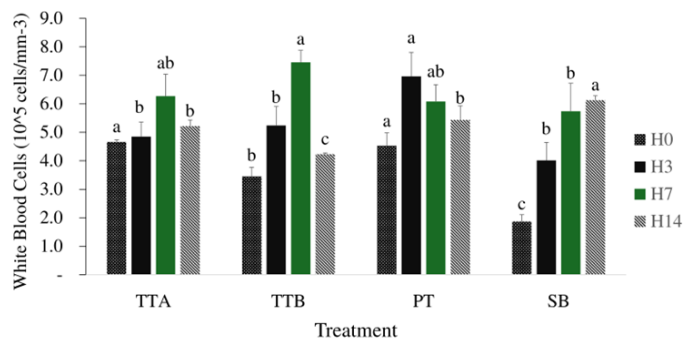 White Blood Cells (10^5 cells/mm-3)
9.0
8.0
7.0
6.0
5.0
4.0
3.0
2.0
1.0
-
a b ab b
b b a c
a a ab b
c b b a
TTA TTB PT SB
Treatment
H0
H3
H7
H14